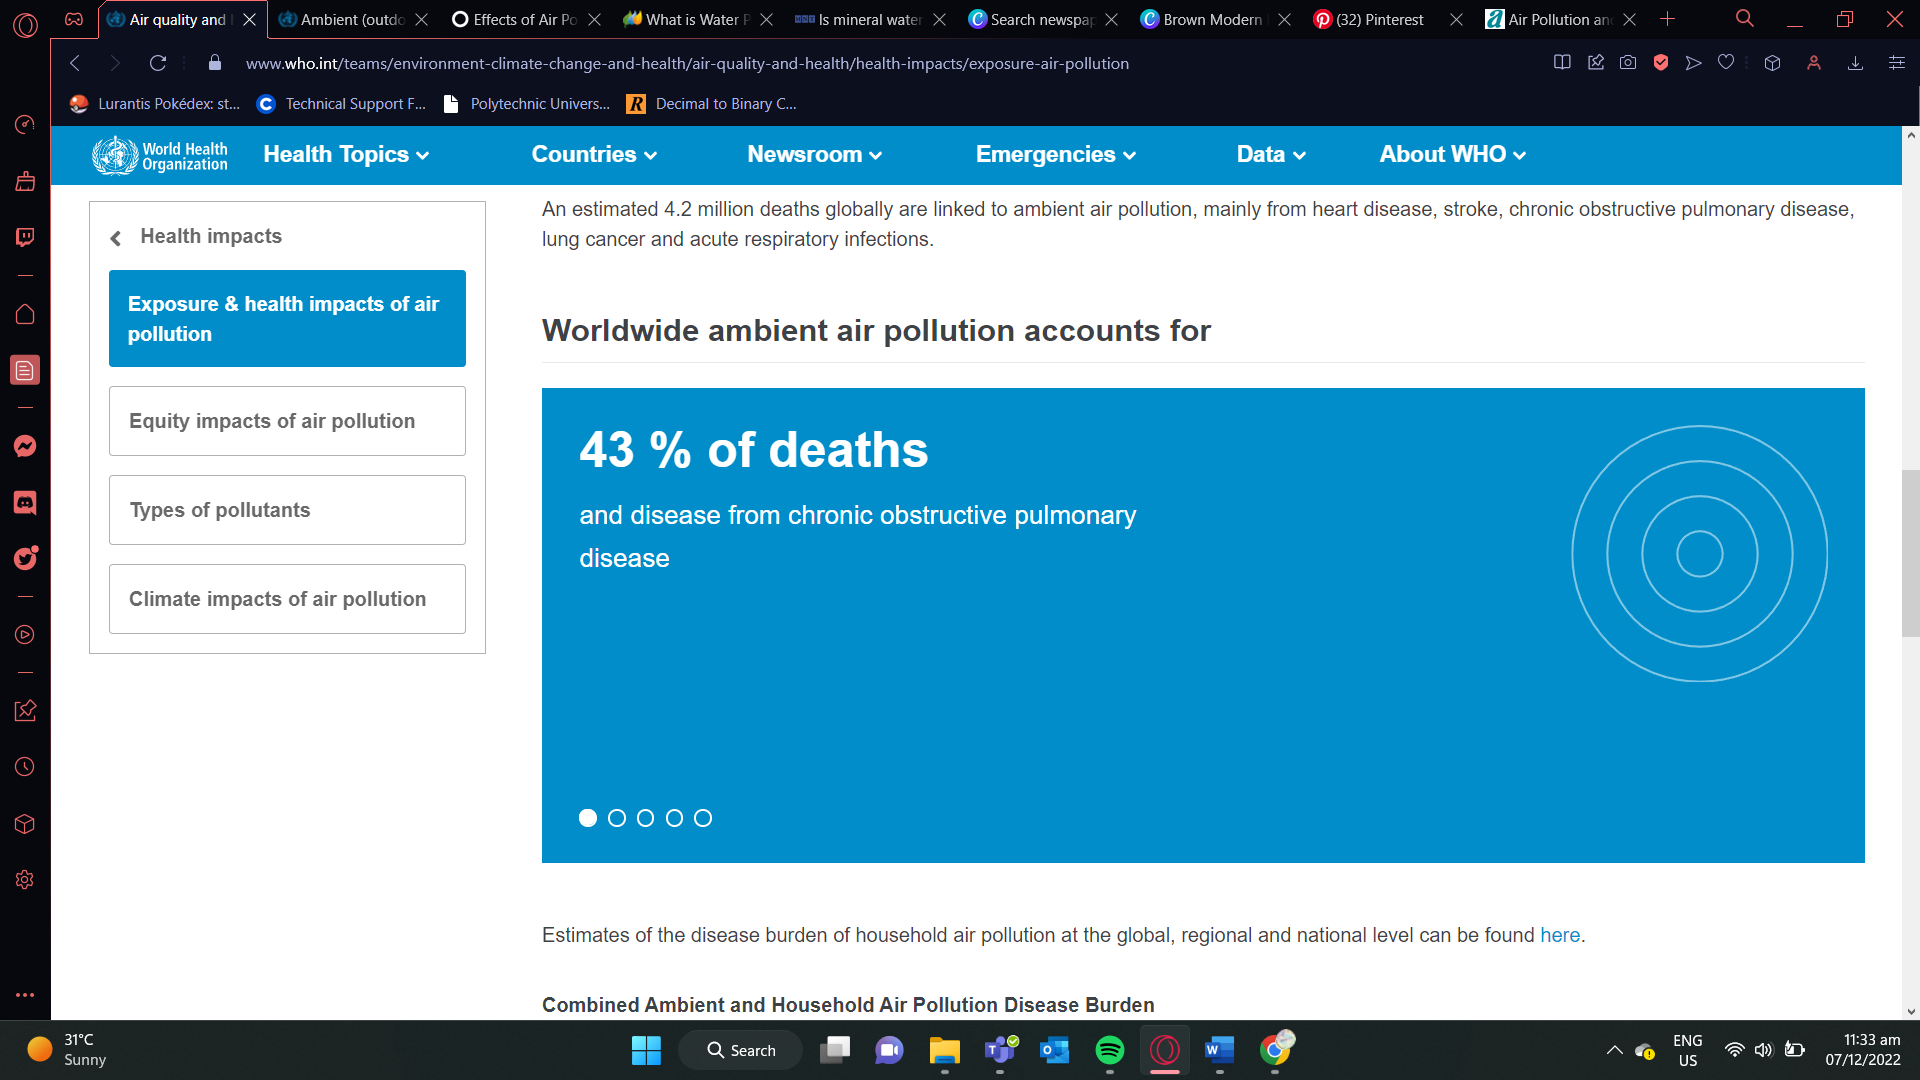 Air quality and
Ambient (outdo
Effects of Air Po
What is Water P
Is mineral water
Search newspap
Brown Modern
(32) Pinterest
Air Pollution an
www.who.int/teams/environment-climate-change-and-health/air-quality-and-health/health-impacts/exposure-air-pollution
Lurantis Pokédex: st...
Technical Support F...
Polytechnic Univers...
Decimal to Binary C...
World Health
Organization
Health Topics
Countries
Newsroom
Emergencies
Data
About WHO
Health impacts
Exposure & health impacts of air
pollution
Equity impacts of air pollution
Types of pollutants
Climate impacts of air pollution
An estimated 4.2 million deaths globally are linked to ambient air pollution, mainly from heart disease, stroke, chronic obstructive pulmonary disease,
lung cancer and acute respiratory infections.
Worldwide ambient air pollution accounts for
43 % of deaths
and disease from chronic obstructive pulmonary
disease
Estimates of the disease burden of household air pollution at the global, regional and national level can be found here.
Combined Ambient and Household Air Pollution Disease Burden
31°C
Sunny
Search
ENG
US
11:33 am
07/12/2022